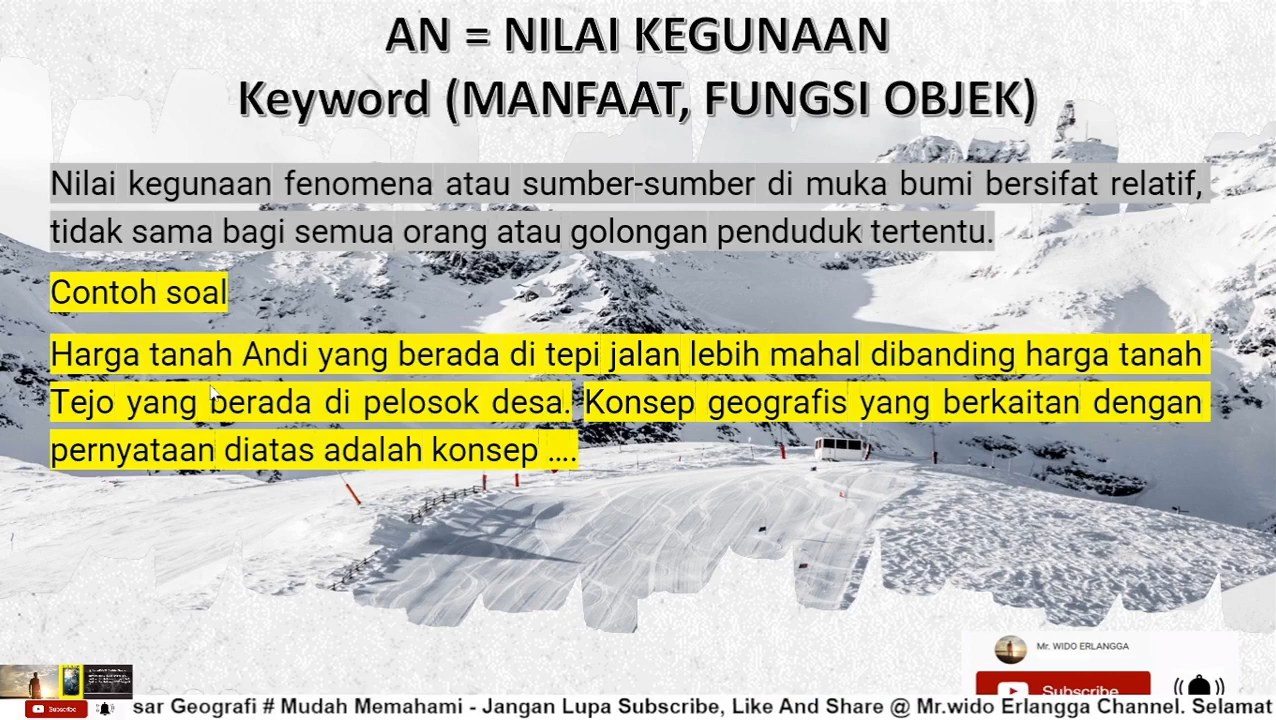 AN = NILAI KEGUNAAN
Keyword (MANFAAT, FUNGSI OBJEK)
Nilai kegunaan fenomena atau sumber-sumber di muka bumi bersifat relatif,
tidak sama bagi semua orang atau golongan penduduk tertentu.
Contoh soal
Harga tanah Andi yang berada di tepi jalan lebih mahal dibanding harga tanah
Tejo yang berada di pelosok desa. Konsep geografis yang berkaitan dengan
pernyataan diatas adalah konsep ….
Mr. WIDO ERLANGGA
Subscribe
Subscribe
sar Geografi # Mudah Memahami - Jangan Lupa Subscribe, Like And Share @ Mr.wido Erlangga Channel. Selamat